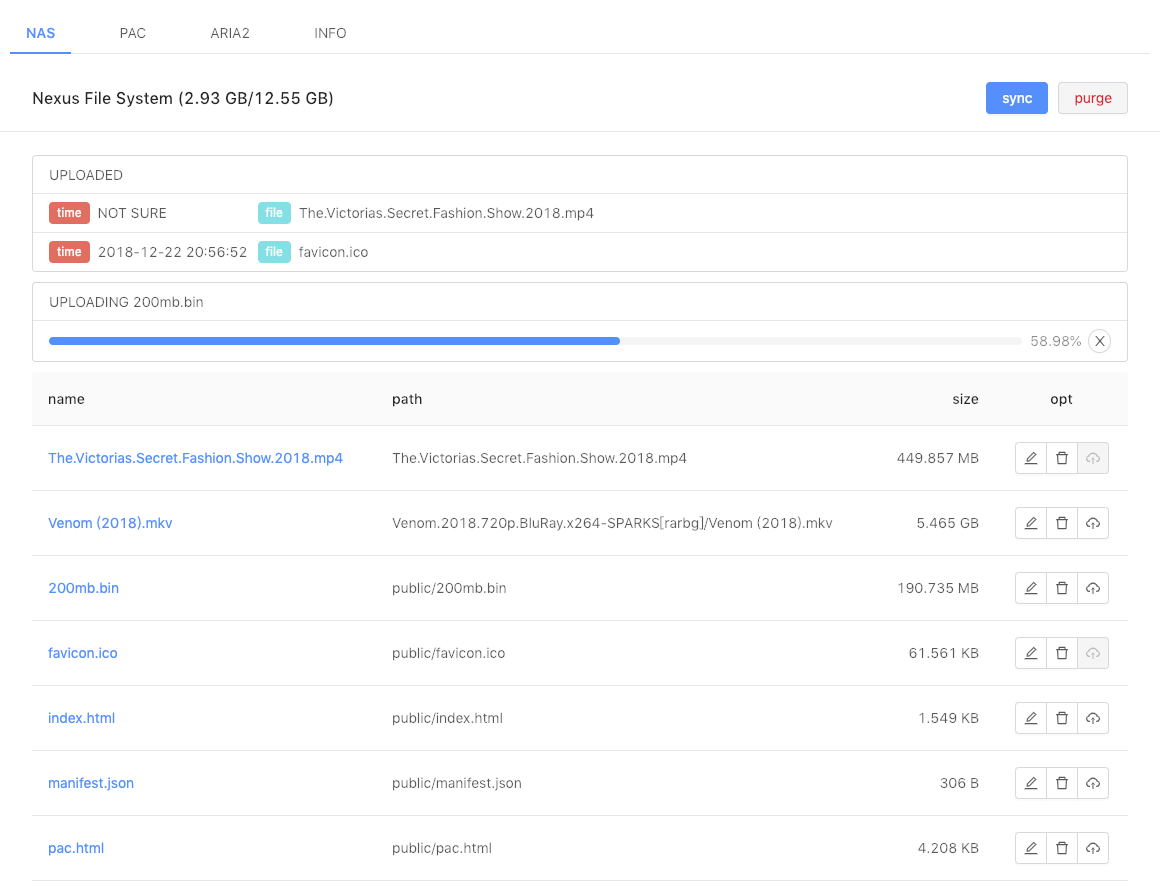 NAS PAC ARIA2 INFO
Nexus File System (2.93 GB/12.55 GB) sync purge
UPLOADED
time NOT SURE file The.Victorias.Secret.Fashion.Show.2018.mp4
time 2018-12-22 20:56:52 file favicon.ico
UPLOADING 200mb.bin
58.98% X
name path size opt
The.Victorias.Secret.Fashion.Show.2018.mp4 The.Victorias.Secret.Fashion.Show.2018.mp4 449.857 MB
Venom (2018).mkv Venom.2018.720p.BluRay.x264-SPARKS[rarbg]/Venom (2018).mkv 5.465 GB
200mb.bin public/200mb.bin 190.735 MB
favicon.ico public/favicon.ico 61.561 KB
index.html public/index.html 1.549 KB
manifest.json public/manifest.json 306 B
pac.html public/pac.html 4.208 KB